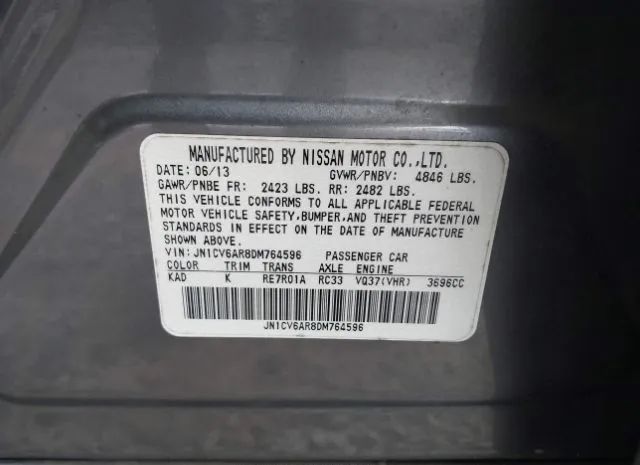 MANUFACTURED BY NISSAN MOTOR CO.,LTD.
DATE: 06/13 GVWR/PNBV: 4846 LBS.
GAWR/PNBE FR: 2423 LBS. RR: 2482 LBS.
THIS VEHICLE CONFORMS TO ALL APPLICABLE FEDERAL
MOTOR VEHICLE SAFETY,BUMPER,AND THEFT PREVENTION
STANDARDS IN EFFECT ON THE DATE OF MANUFACTURE
SHOWN ABOVE.
VIN: JN1CV6AR8DM764596 PASSENGER CAR
COLOR TRIM TRANS AXLE ENGINE
KAD K RE7R01A RC33 VQ37(VHR) 3696CC
JN1CV6AR8DM764596